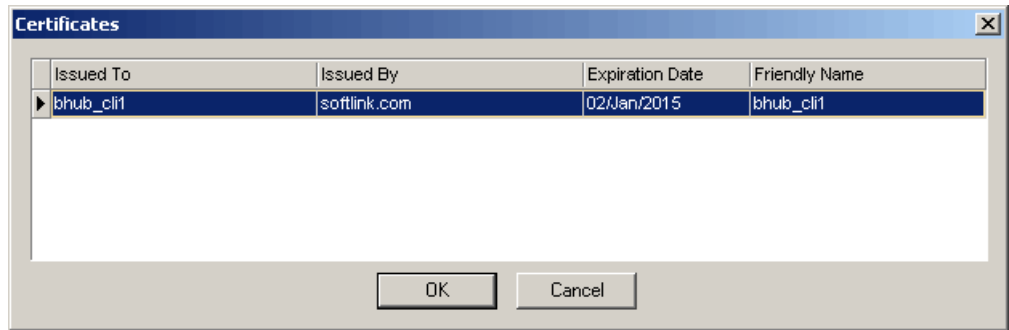 Certificates
Issued To Issued By Expiration Date Friendly Name
bhub_cli1 softlink.com 02/Jan/2015 bhub_cli1
OK Cancel